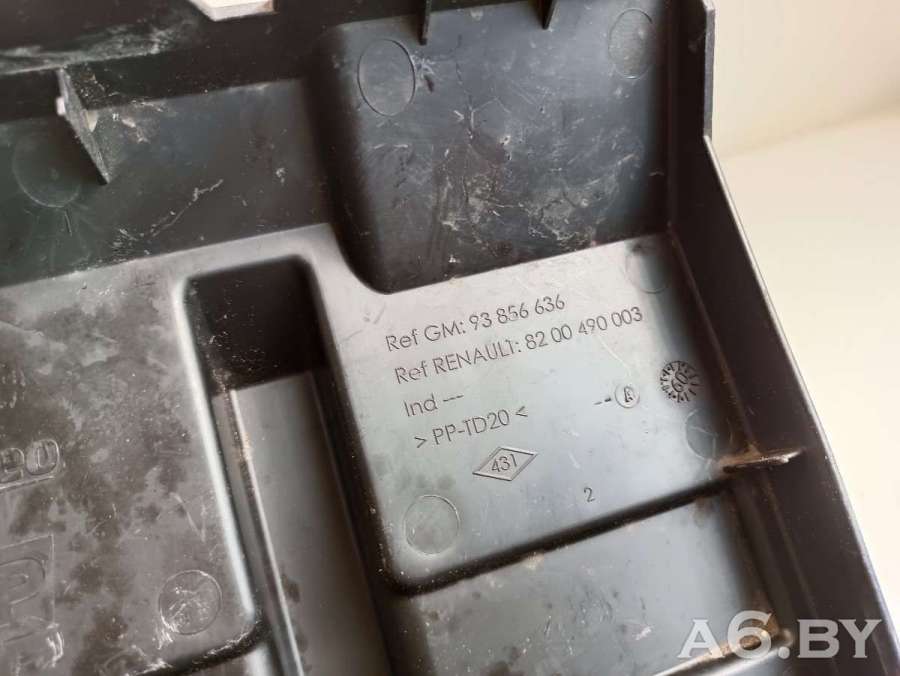 Ref GM: 93 856 636
Ref RENAULT: 82 00 490 003
Ind ---
> PP-TD20 < -- A
431
2
A6.BY